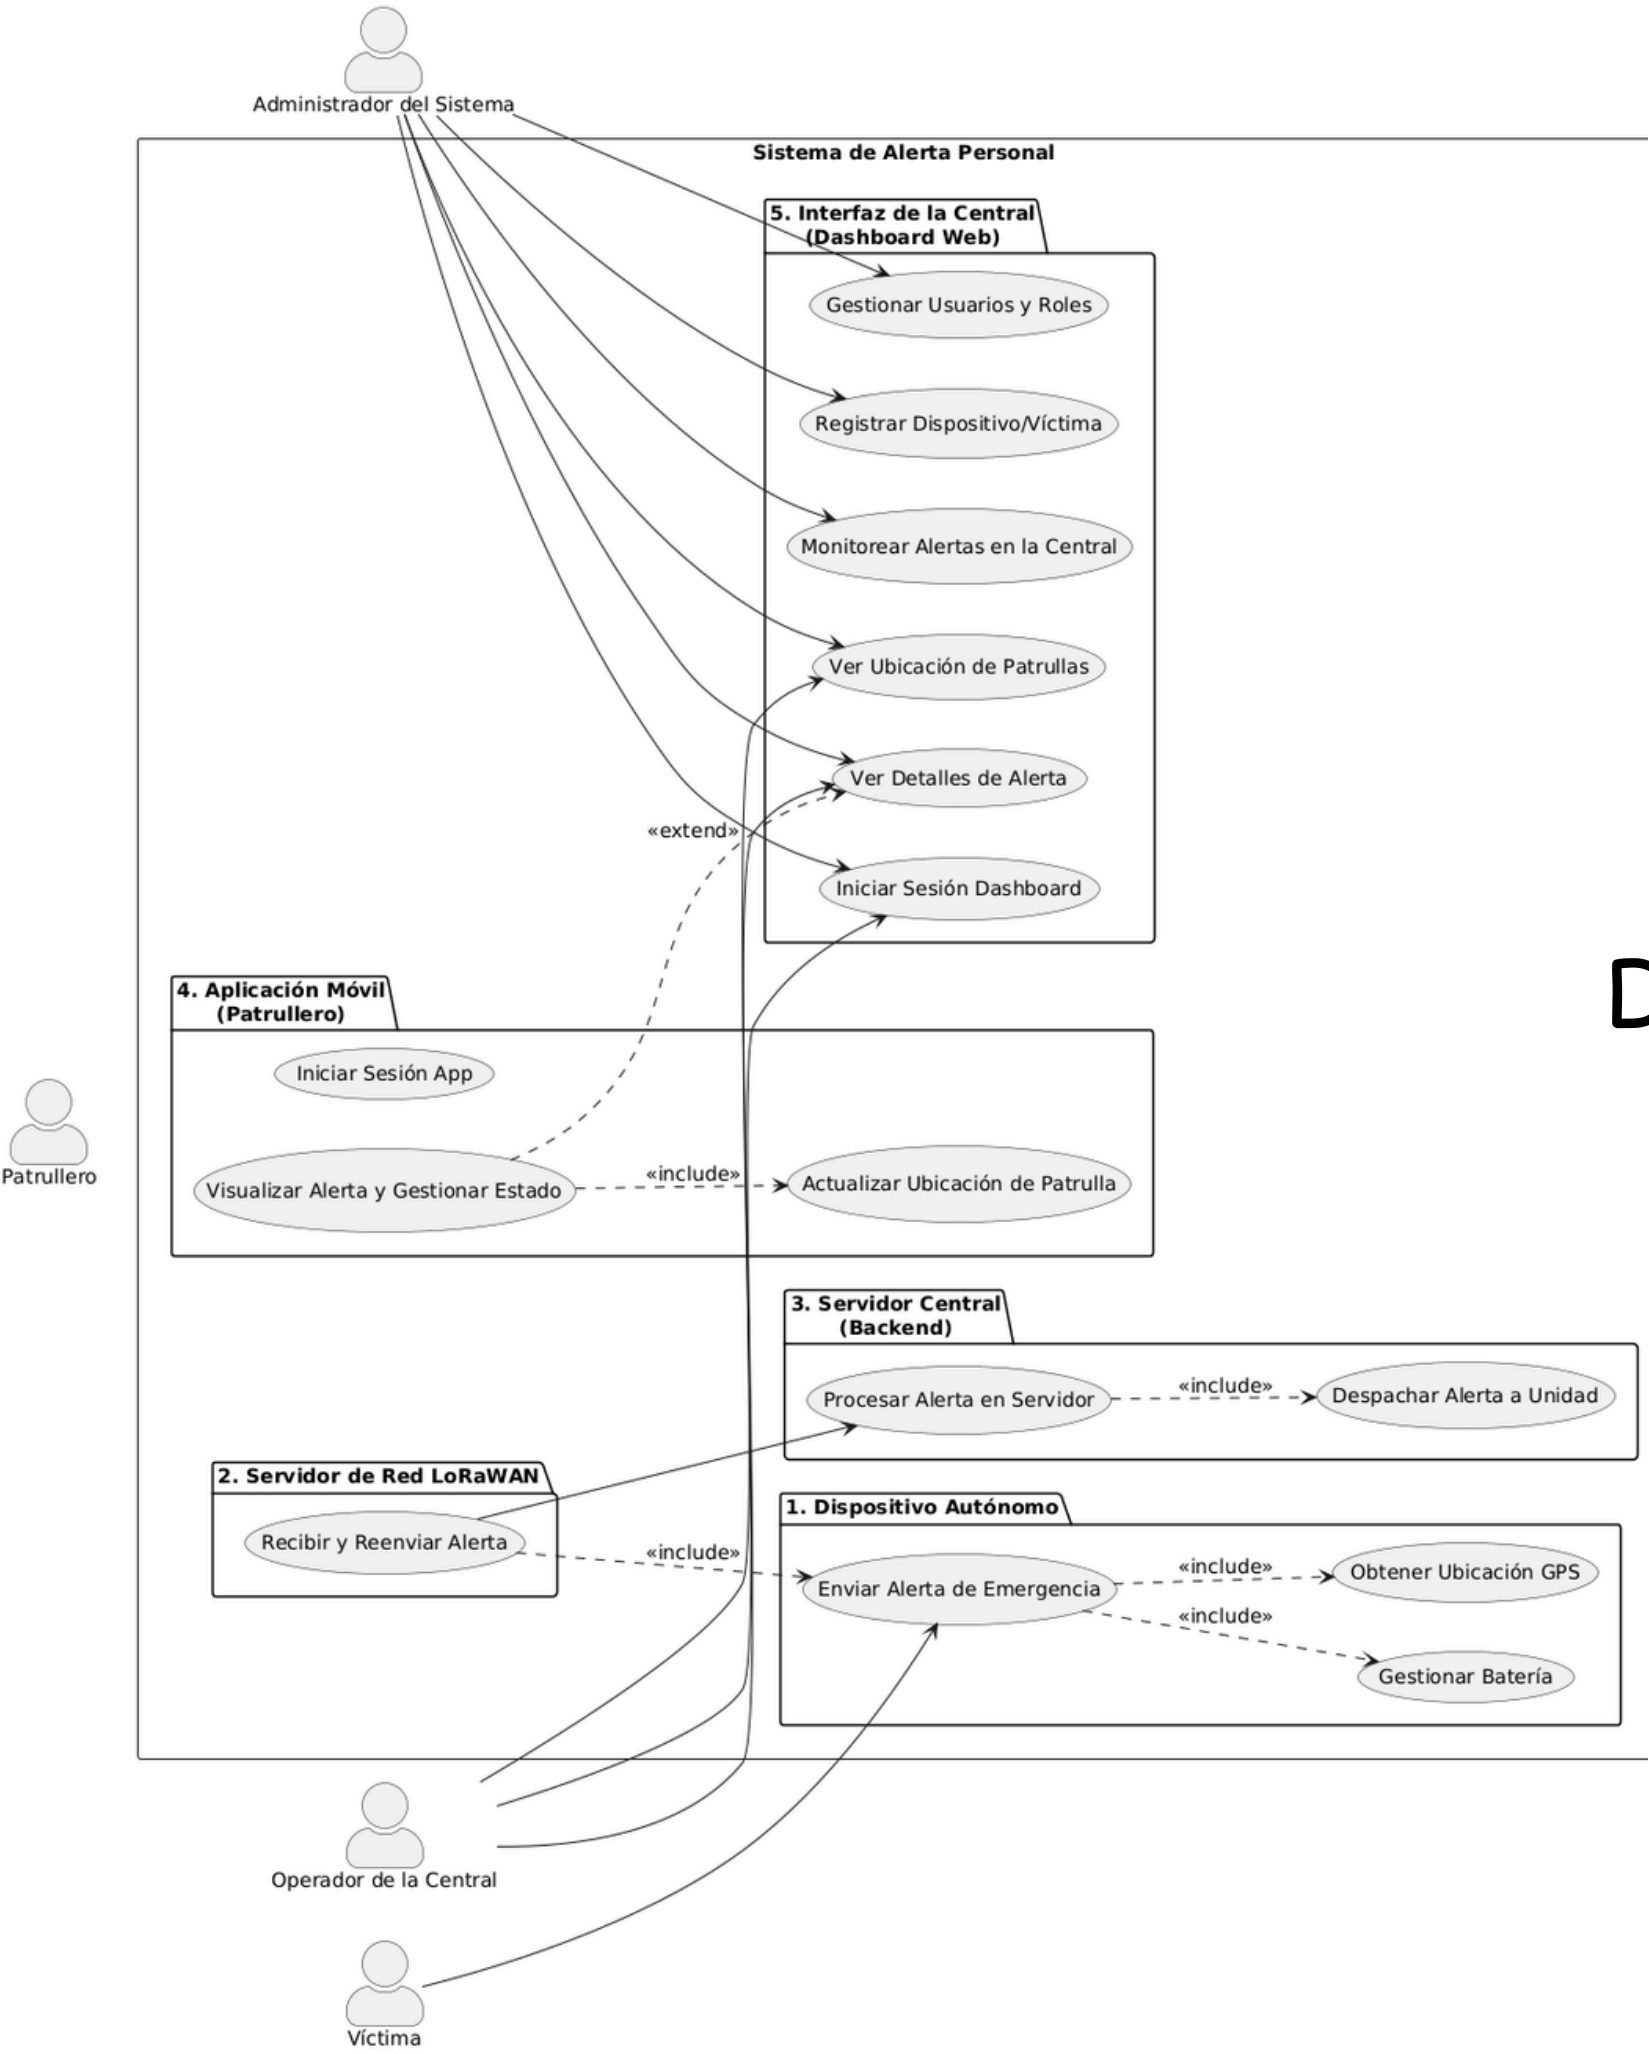 Administrador del Sistema
Sistema de Alerta Personal
5. Interfaz de la Central
(Dashboard Web)
Gestionar Usuarios y Roles
Registrar Dispositivo/Víctima
Monitorear Alertas en la Central
Ver Ubicación de Patrullas
Ver Detalles de Alerta
«extend»
Iniciar Sesión Dashboard
D
4. Aplicación Móvil
(Patrullero)
Iniciar Sesión App
Patrullero
Visualizar Alerta y Gestionar Estado
«include»
Actualizar Ubicación de Patrulla
3. Servidor Central
(Backend)
Procesar Alerta en Servidor
«include»
Despachar Alerta a Unidad
2. Servidor de Red LoRaWAN
Recibir y Reenviar Alerta
«include»
1. Dispositivo Autónomo
Enviar Alerta de Emergencia
«include»
Obtener Ubicación GPS
«include»
Gestionar Batería
Operador de la Central
Víctima